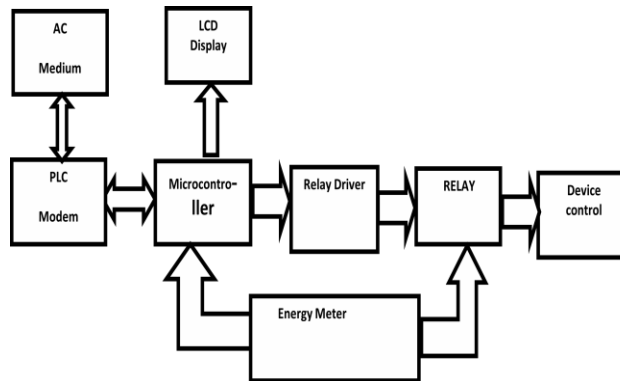 AC
Medium
LCD
Display
PLC
Modem
Microcontro-
ller
Relay Driver
RELAY
Device
control
Energy Meter